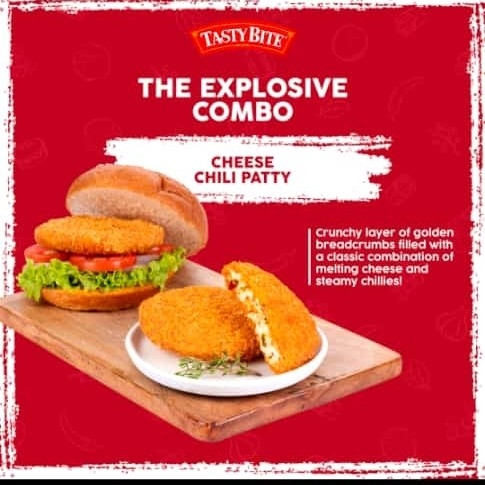 TASTY BITE
THE EXPLOSIVE
COMBO
CHEESE
CHILI PATTY
Crunchy layer of golden
breadcrumbs filled with
a classic combination of
melting cheese and
steamy chillies!